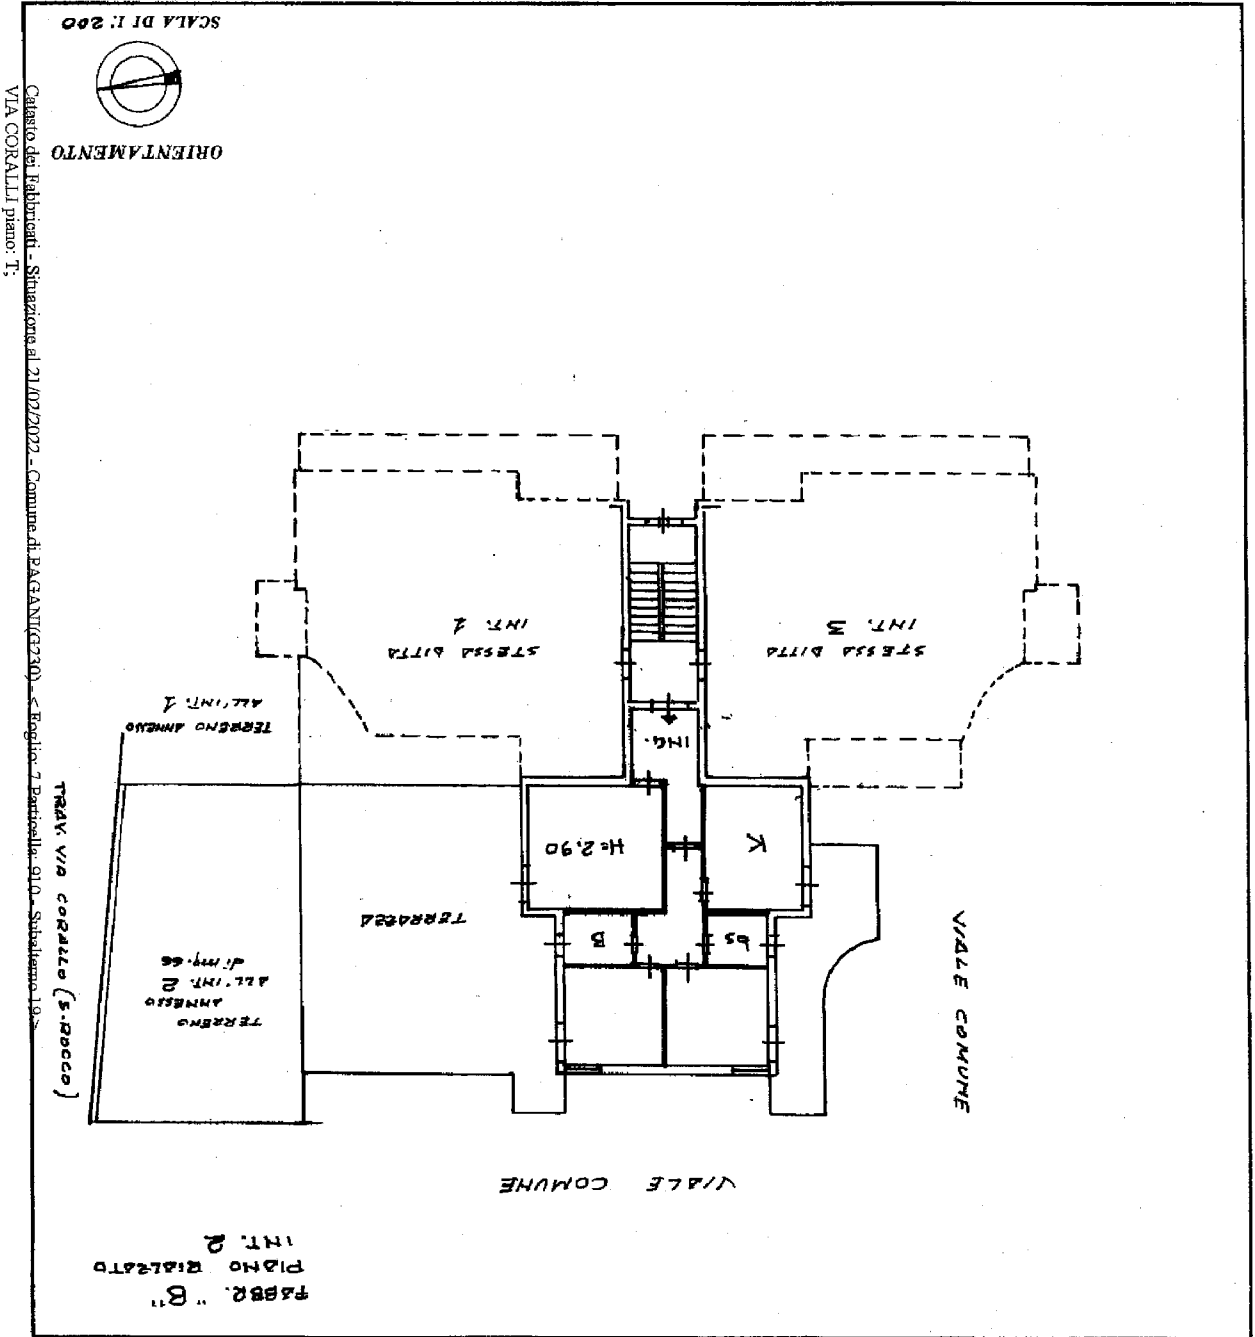 FABBR. "B"
PIANO RIALZATO
INT. 2
VIALE COMUNE
TERRENO
ANNESSO
ALL'INT. 2
di mq. 66
TERRAZZA
B
bs
VIALE COMUNE
H=2,90
K
TRAV. VIA CORALLO (S. ROCCO)
ING.
TERRENO ANNESSO
ALL'INT. 1
STESSA DITTA
INT. 1
STESSA DITTA
INT. 3
ORIENTAMENTO
SCALA DI 1: 200
Catasto dei Fabbricati - Situazione al 21/02/2022 - Comune di PAGANI(G230) - < Foglio: 7 Particella: 910 - Subalterno 19 >
VIA CORALLI piano: T;